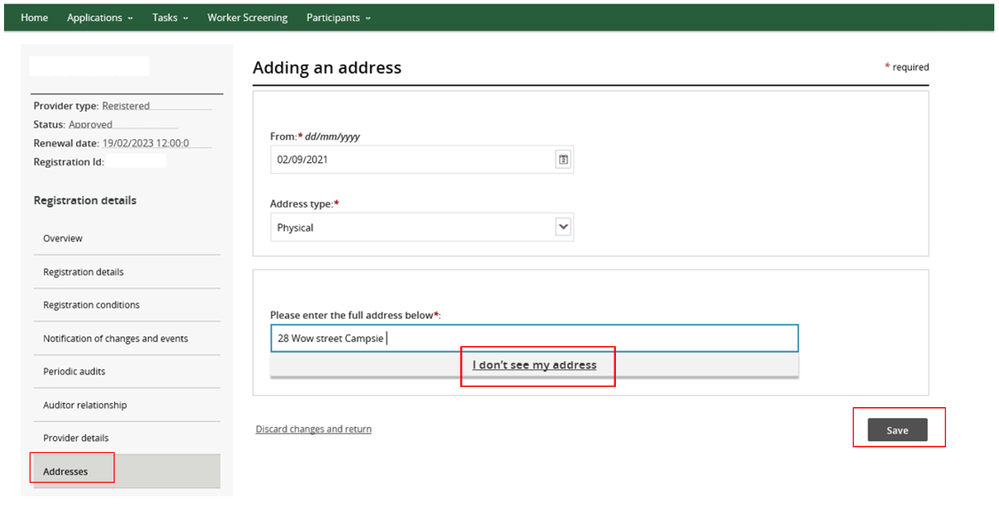 Home Applications Tasks Worker Screening Participants
Provider type: Registered
Status: Approved
Renewal date: 19/02/2023 12:00:0
Registration Id:
Registration details
Overview
Registration details
Registration conditions
Notification of changes and events
Periodic audits
Auditor relationship
Provider details
Addresses
Adding an address
* required
From:* dd/mm/yyyy
02/09/2021
Address type:*
Physical
Please enter the full address below*:
28 Wow street Campsie
I don't see my address
Discard changes and return
Save